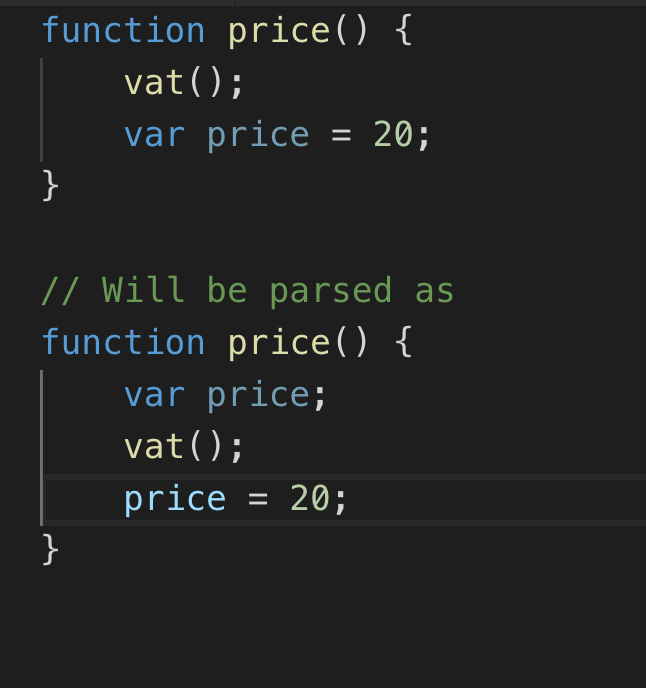 function price() {
    vat();
    var price = 20;
}

// Will be parsed as
function price() {
    var price;
    vat();
    price = 20;
}